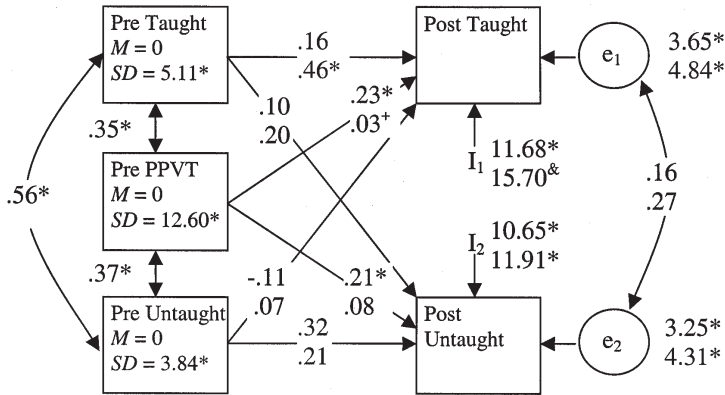 Pre Taught
M = 0
SD = 5.11*
.16
.46*
Post Taught
e1
3.65*
4.84*
.35*
.10
.20
.23*
.03+
I1
11.68*
15.70&
.56*
Pre PPVT
M = 0
SD = 12.60*
.16
.27
I2
10.65*
11.91*
.37*
-.11
.07
.21*
.08
Pre Untaught
M = 0
SD = 3.84*
.32
.21
Post
Untaught
e2
3.25*
4.31*